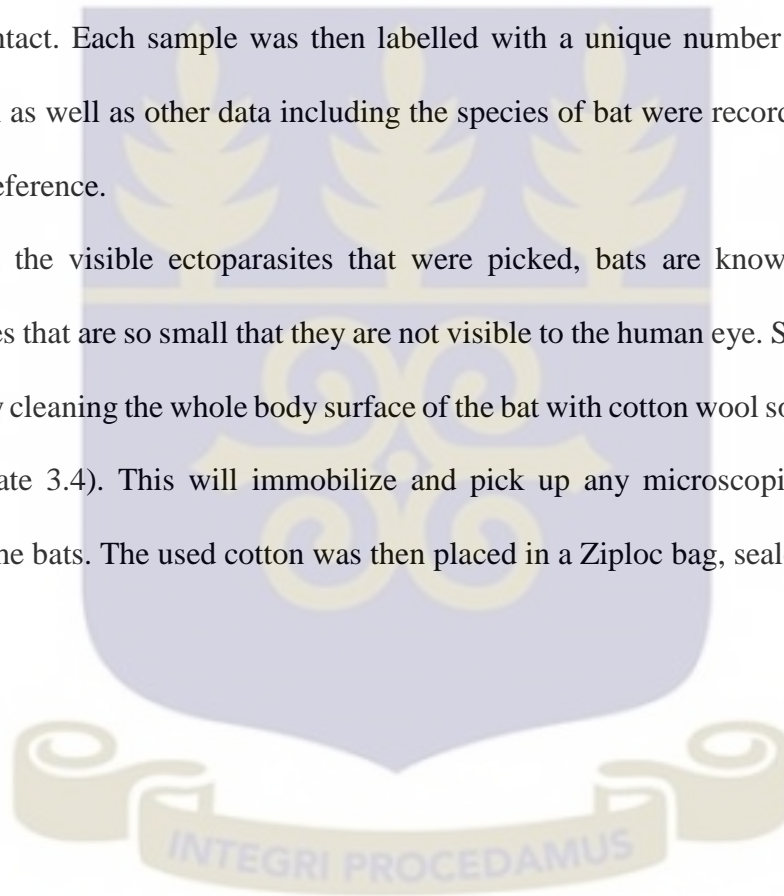 ntact. Each sample was then labelled with a unique number
as well as other data including the species of bat were record
eference.
the visible ectoparasites that were picked, bats are know
es that are so small that they are not visible to the human eye. S
y cleaning the whole body surface of the bat with cotton wool so
ate 3.4). This will immobilize and pick up any microscopi
he bats. The used cotton was then placed in a Ziploc bag, seal
INTEGRI PROCEDAMUS